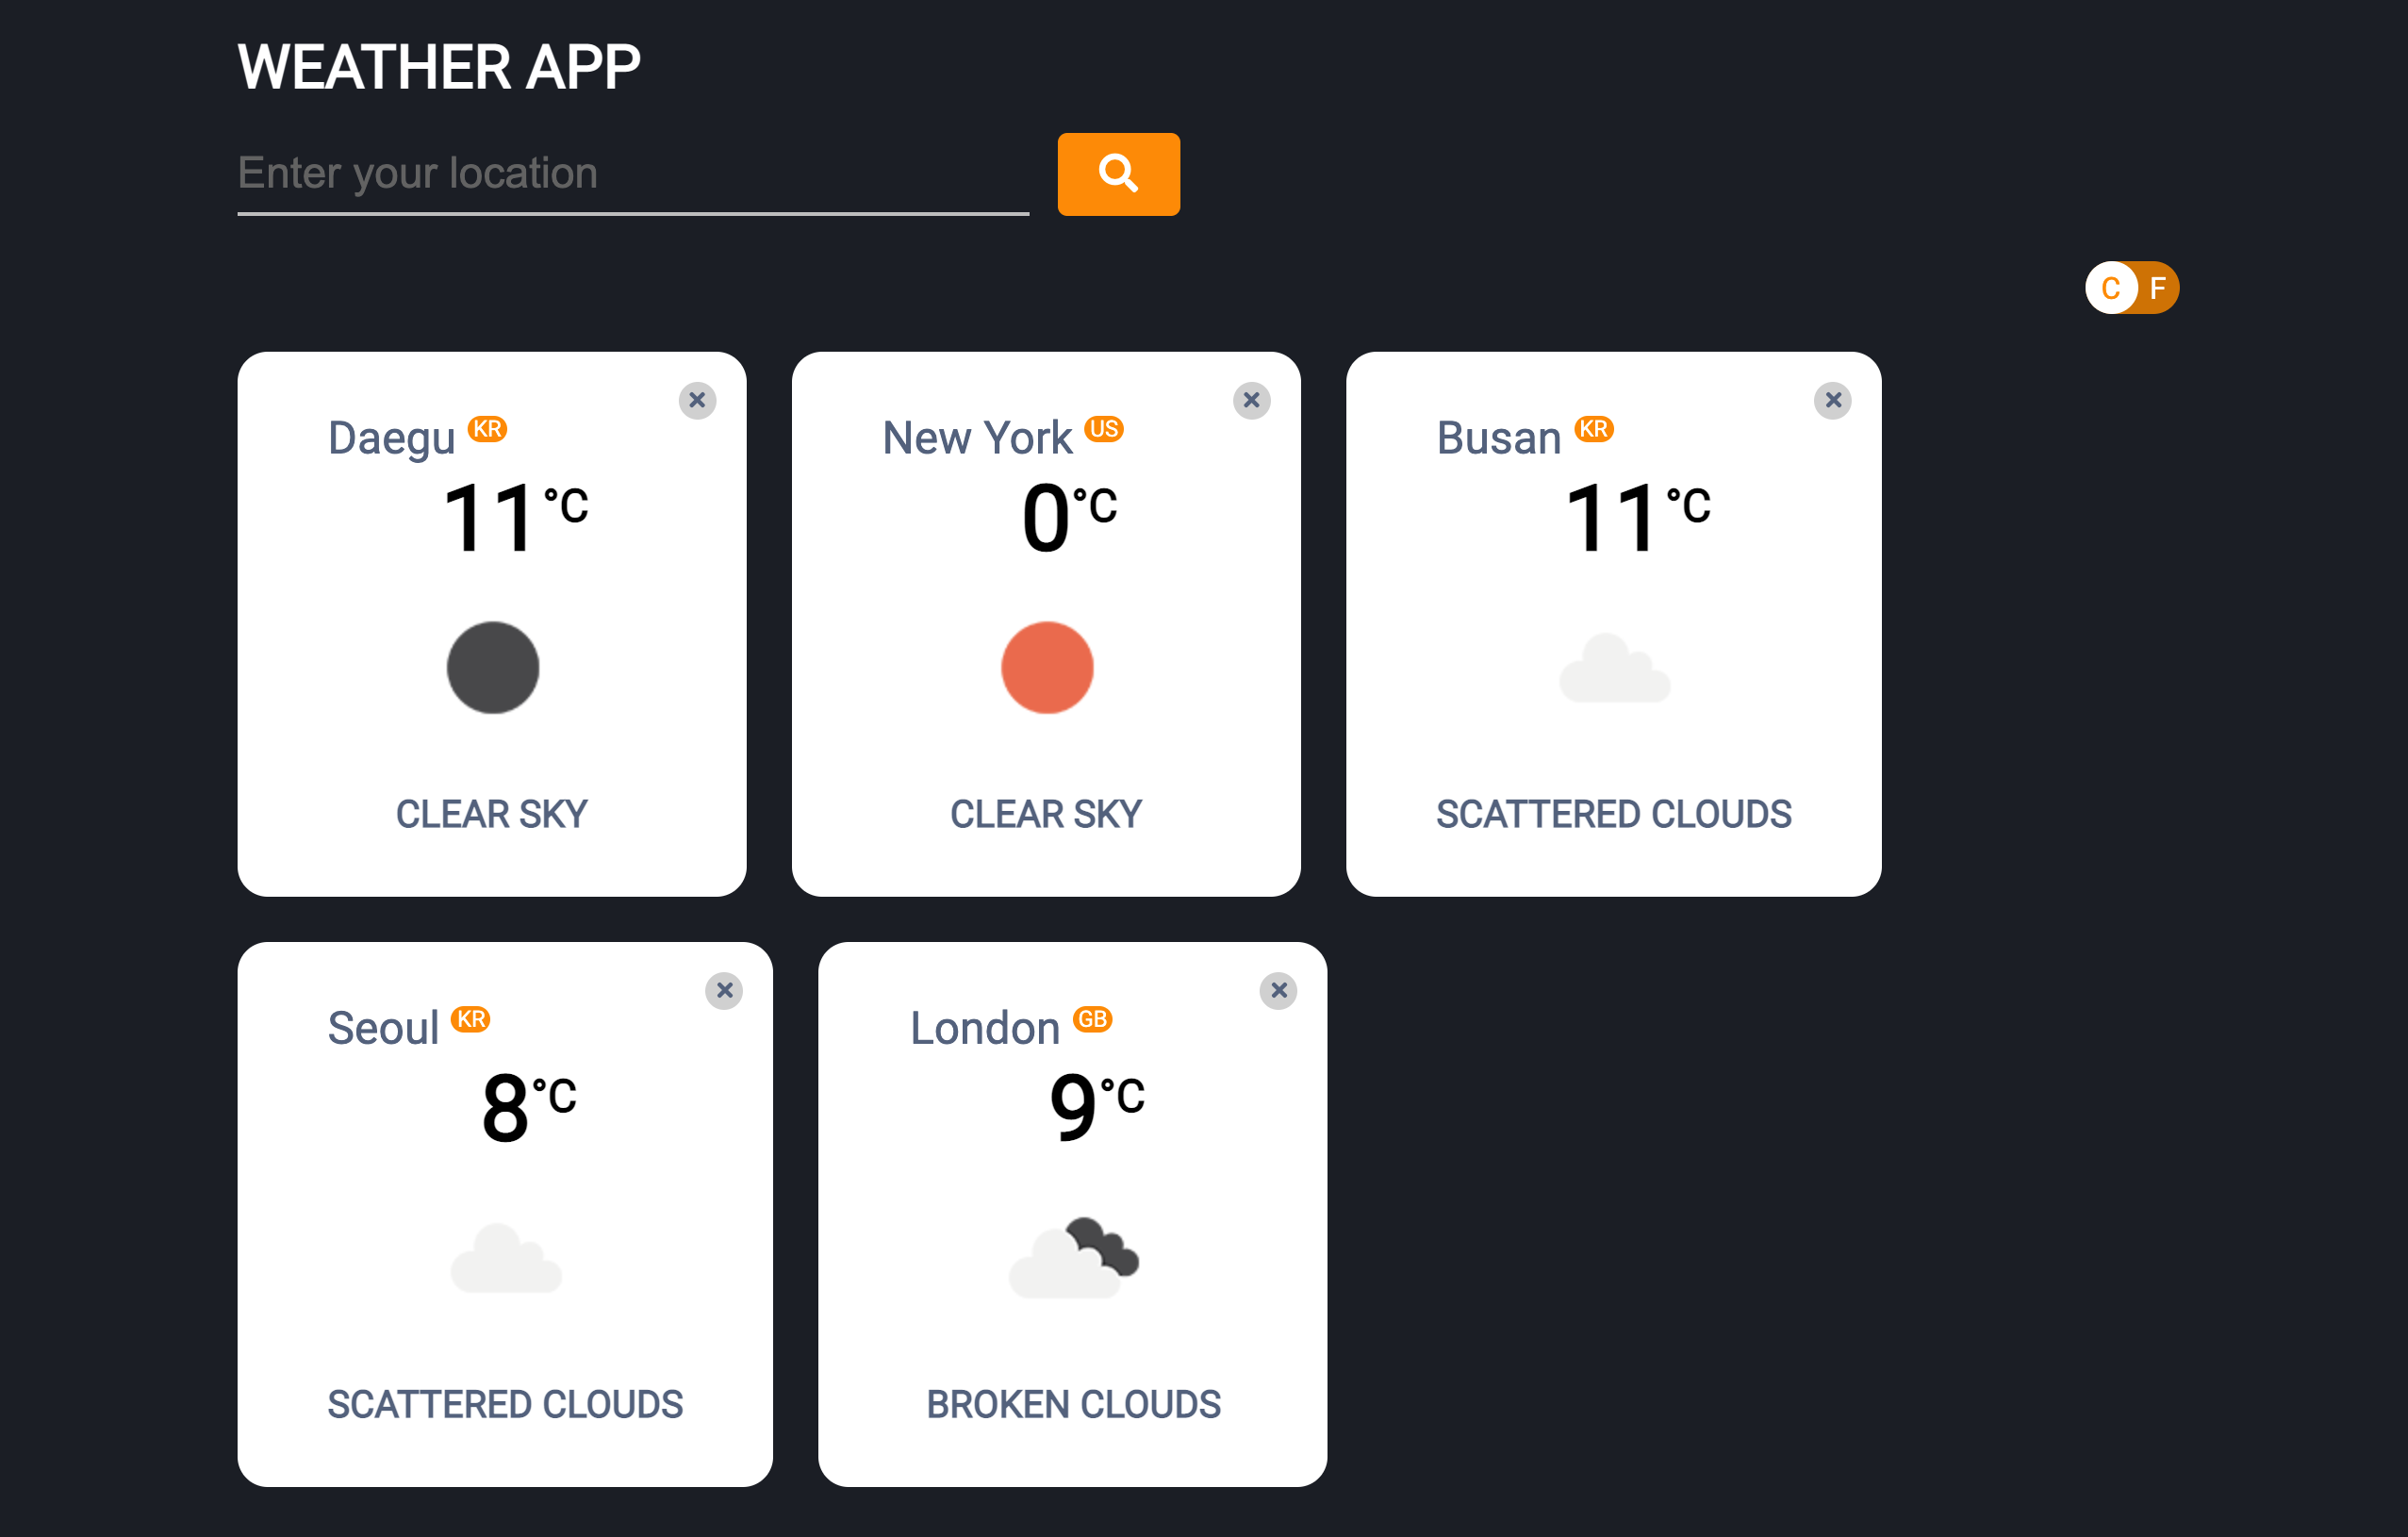 WEATHER APP
Enter your location
C F
Daegu KR
11°C
CLEAR SKY
New York US
0°C
CLEAR SKY
Busan KR
11°C
SCATTERED CLOUDS
Seoul KR
8°C
SCATTERED CLOUDS
London GB
9°C
BROKEN CLOUDS